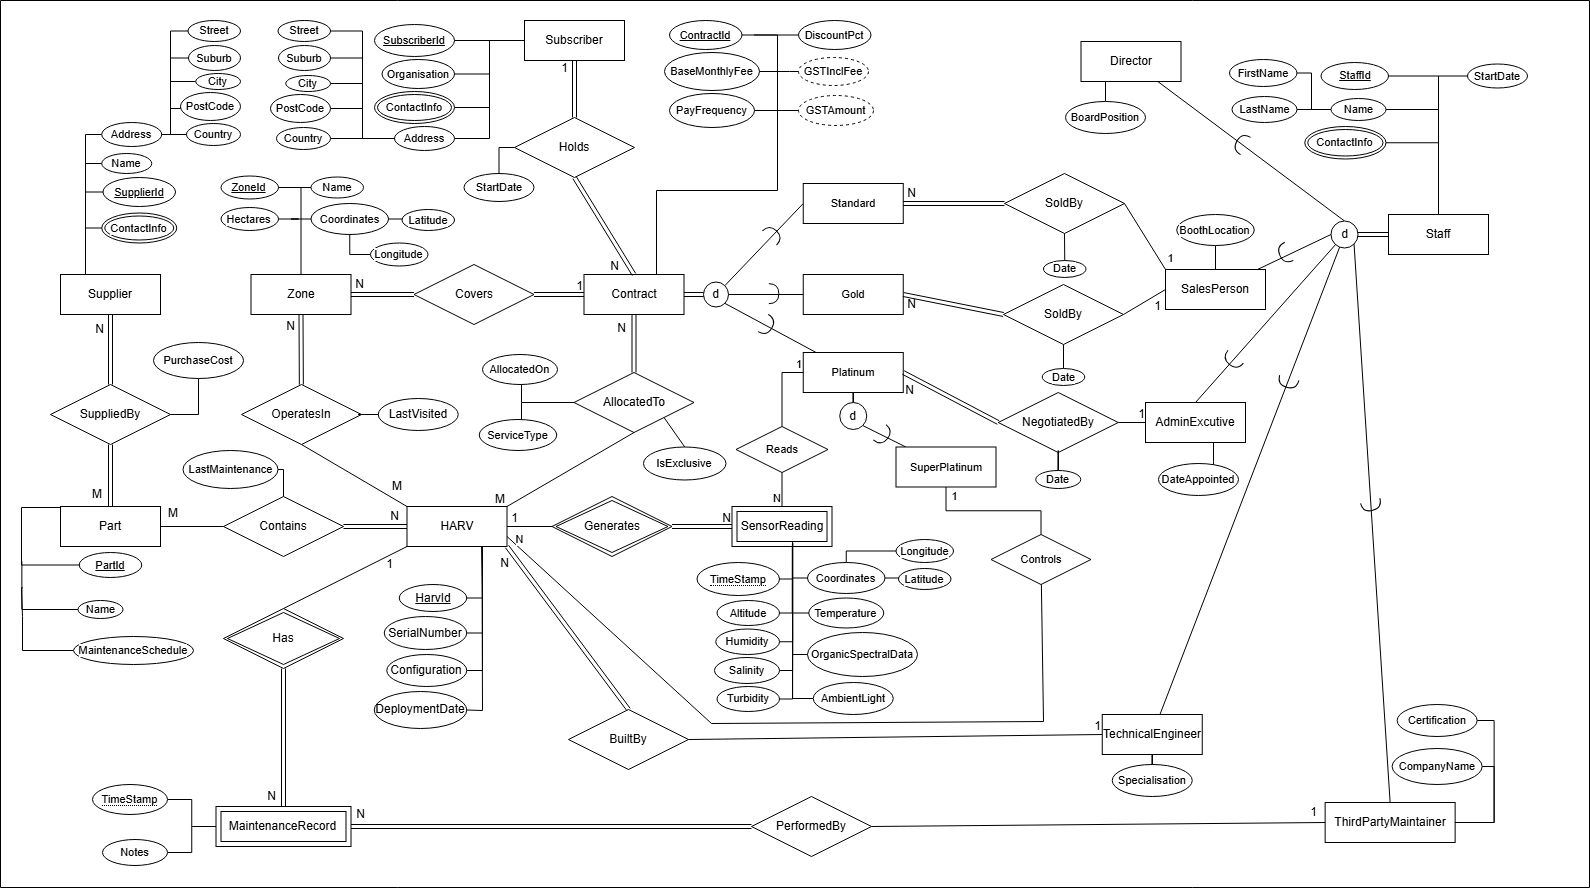 Street
Street
Subscriber
SubscriberId
ContractId
DiscountPct
Director
FirstName
StaffId
StartDate
Suburb
Suburb
Organisation
1
BaseMonthlyFee
GSTInclFee
City
City
PostCode
PostCode
ContactInfo
PayFrequency
GSTAmount
BoardPosition
LastName
Name
Address
Country
Country
Address
Holds
ContactInfo
Name
SupplierId
ZoneId
Name
StartDate
Standard
N
SoldBy
ContactInfo
Hectares
Coordinates
Latitude
BoothLocation
d
Staff
Longitude
N
1
Date
Supplier
Zone
N
Covers
1
Contract
d
Gold
N
SoldBy
1
SalesPerson
N
N
N
PurchaseCost
AllocatedOn
1
Platinum
N
Date
SuppliedBy
OperatesIn
LastVisited
AllocatedTo
d
NegotiatedBy
1
AdminExcutive
ServiceType
IsExclusive
Reads
SuperPlatinum
Date
DateAppointed
LastMaintenance
M
M
M
N
1
Part
M
Contains
N
HARV
1
Generates
N
SensorReading
N
N
1
Controls
PartId
Longitude
TimeStamp
Coordinates
Latitude
Name
HarvId
Altitude
Temperature
Has
SerialNumber
Humidity
MaintenanceSchedule
OrganicSpectralData
Configuration
Salinity
DeploymentDate
Turbidity
AmbientLight
BuiltBy
1
TechnicalEngineer
Certification
Specialisation
CompanyName
TimeStamp
N
N
MaintenanceRecord
PerformedBy
1
ThirdPartyMaintainer
Notes